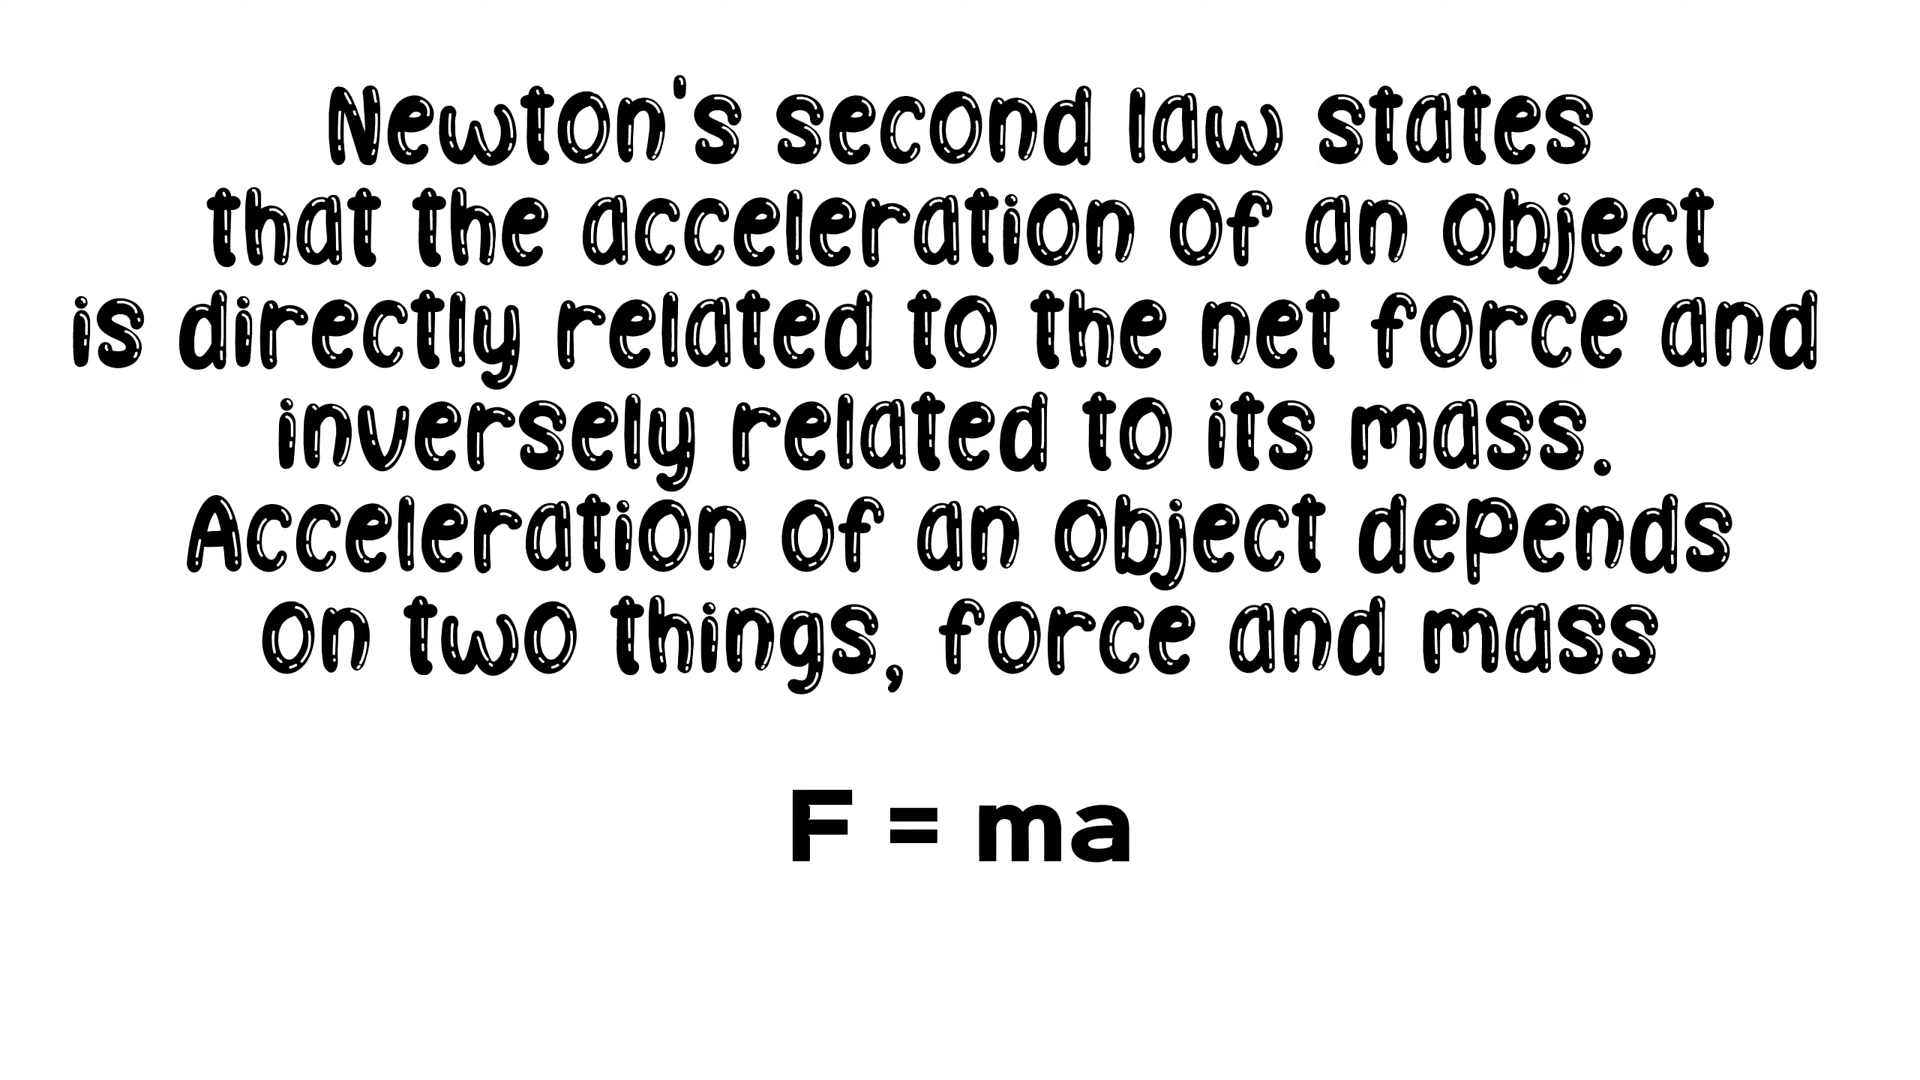 Newton's second law states
that the acceleration of an object
is directly related to the net force and
inversely related to its mass.
Acceleration of an object depends
on two things, force and mass
F = ma